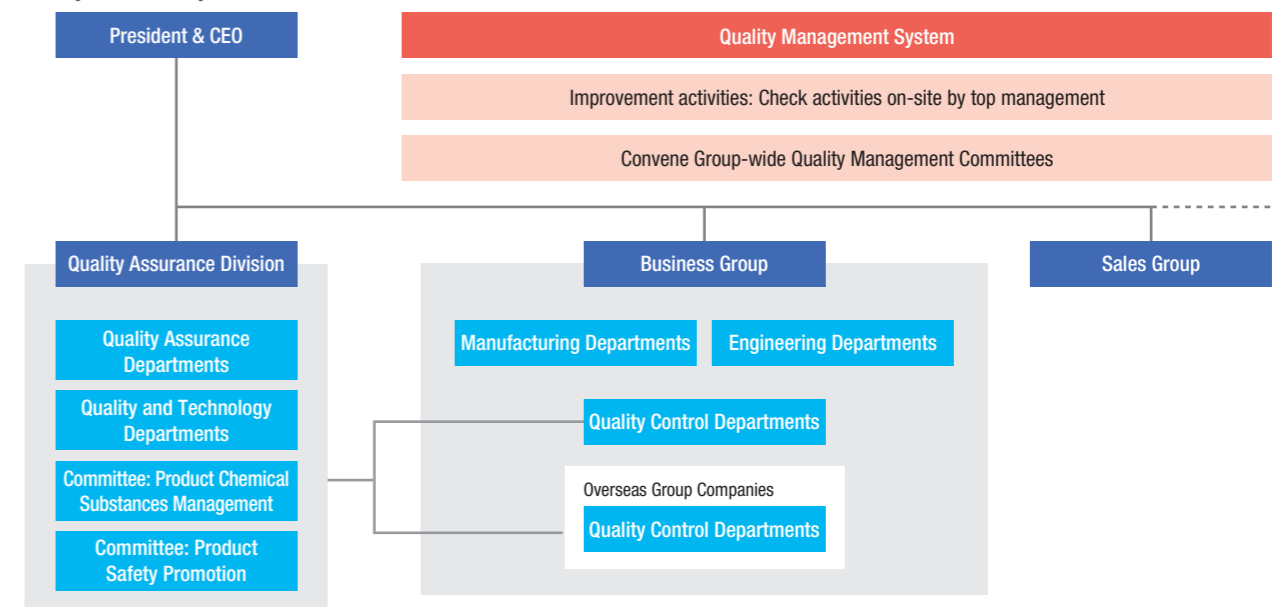 President & CEO
Quality Management System
Improvement activities: Check activities on-site by top management
Convene Group-wide Quality Management Committees
Quality Assurance Division
Business Group
Sales Group
Quality Assurance
Departments
Quality and Technology
Departments
Committee: Product Chemical
Substances Management
Committee: Product
Safety Promotion
Manufacturing Departments
Engineering Departments
Quality Control Departments
Overseas Group Companies
Quality Control Departments